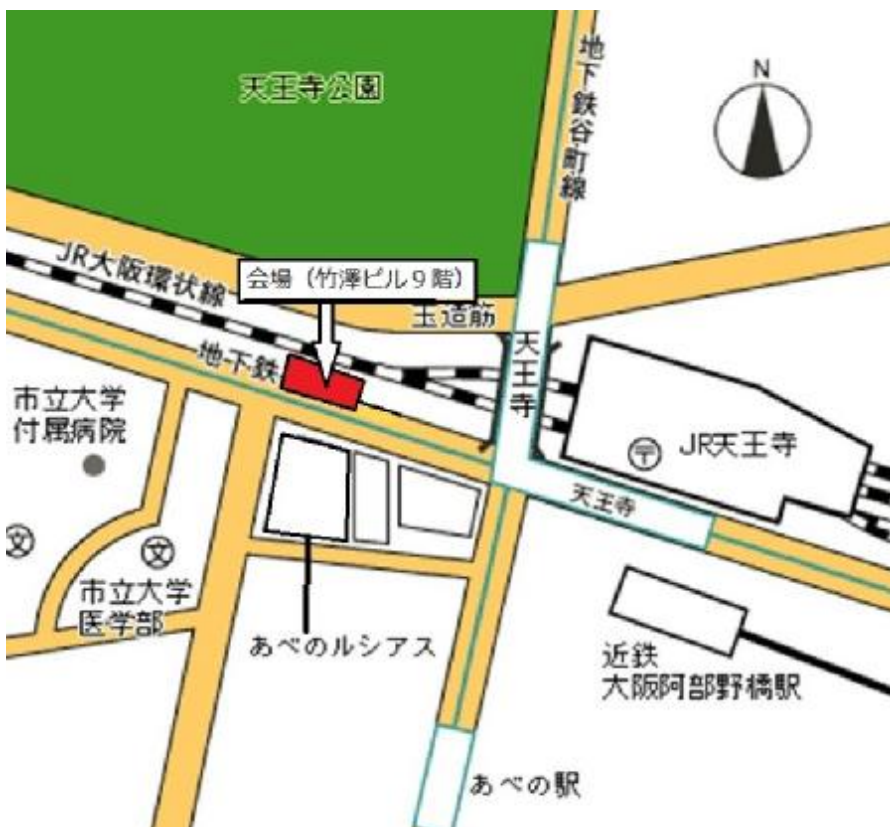 天王寺公園
地下鉄谷町線
N
JR大阪環状線
会場（竹澤ビル９階）
玉造筋
天王寺
地下鉄
市立大学
付属病院
〒
JR天王寺
天王寺
文
文
市立大学
医学部
あべのルシアス
近鉄
大阪阿部野橋駅
あべの駅